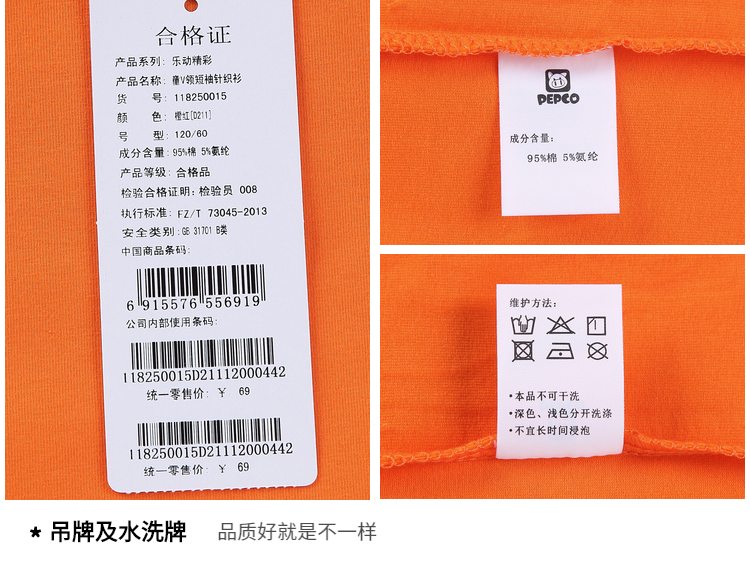 合格证
产品系列: 乐动精彩
产品名称: 童V领短袖针织衫
货 号: 118250015
颜 色: 橙红[D211]
号 型: 120/60
成分含量: 95%棉 5%氨纶
产品等级: 合格品
检验合格证明: 检验员 008
执行标准: FZ/T 73045-2013
安全类别: GB 31701 B类
中国商品条码:
6 915576 556919
公司内部使用条码:
118250015D21112000442
统一零售价: ¥ 69
118250015D21112000442
统一零售价: ¥ 69
PEPCO
成分含量:
95%棉 5%氨纶
维护方法:
•本品不可干洗
•深色、浅色分开洗涤
•不宜长时间浸泡
* 吊牌及水洗牌 品质好就是不一样